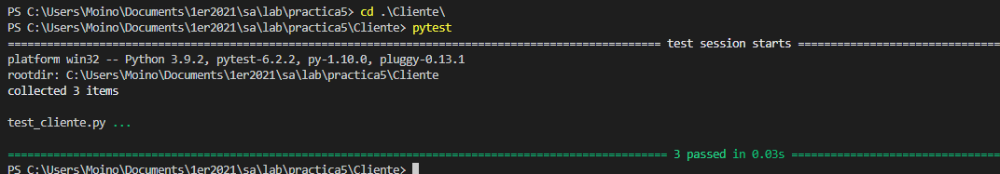 PS C:\Users\Moino\Documents\1er2021\sa\lab\practica5> cd .\Cliente\
PS C:\Users\Moino\Documents\1er2021\sa\lab\practica5\Cliente> pytest
==================================================================================================== test session starts ===============================
platform win32 -- Python 3.9.2, pytest-6.2.2, py-1.10.0, pluggy-0.13.1
rootdir: C:\Users\Moino\Documents\1er2021\sa\lab\practica5\Cliente
collected 3 items
test_cliente.py ...
===================================================================================================== 3 passed in 0.03s ================================
PS C:\Users\Moino\Documents\1er2021\sa\lab\practica5\Cliente>